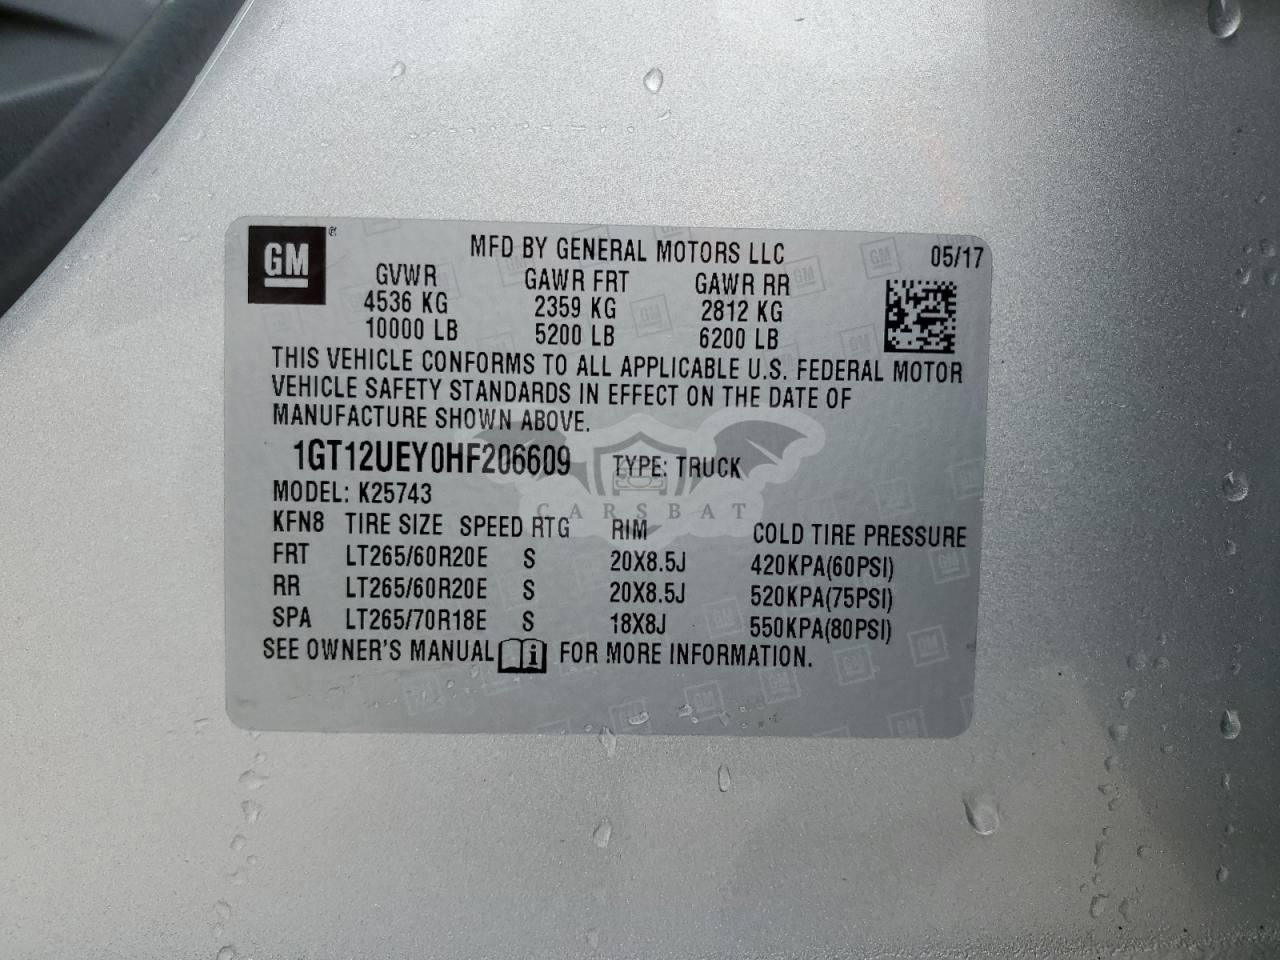 GM®
MFD BY GENERAL MOTORS LLC 05/17
GVWR GAWR FRT GAWR RR
4536 KG 2359 KG 2812 KG
10000 LB 5200 LB 6200 LB
THIS VEHICLE CONFORMS TO ALL APPLICABLE U.S. FEDERAL MOTOR
VEHICLE SAFETY STANDARDS IN EFFECT ON THE DATE OF
MANUFACTURE SHOWN ABOVE.
1GT12UEY0HF206609 TYPE: TRUCK
MODEL: K25743
CARSBAT
KFN8 TIRE SIZE SPEED RTG RIM COLD TIRE PRESSURE
FRT LT265/60R20E S 20X8.5J 420KPA(60PSI)
RR LT265/60R20E S 20X8.5J 520KPA(75PSI)
SPA LT265/70R18E S 18X8J 550KPA(80PSI)
SEE OWNER'S MANUAL i FOR MORE INFORMATION.